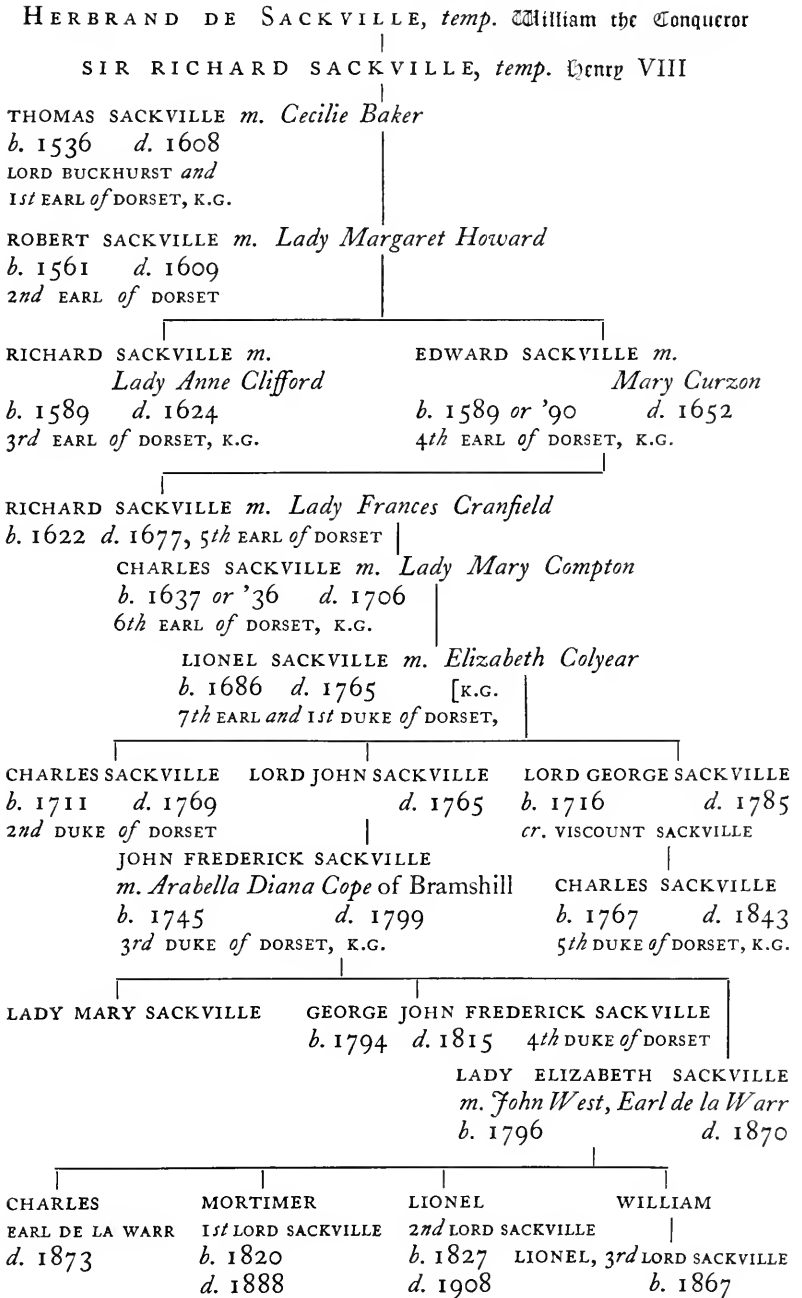 HERBRAND DE SACKVILLE, temp. William the Conqueror
SIR RICHARD SACKVILLE, temp. Henry VIII
THOMAS SACKVILLE m. Cecilie Baker
b. 1536 d. 1608
LORD BUCKHURST and
1st EARL of DORSET, K.G.
ROBERT SACKVILLE m. Lady Margaret Howard
b. 1561 d. 1609
2nd EARL of DORSET
RICHARD SACKVILLE m.
Lady Anne Clifford
b. 1589 d. 1624
3rd EARL of DORSET, K.G.
EDWARD SACKVILLE m.
Mary Curzon
b. 1589 or '90 d. 1652
4th EARL of DORSET, K.G.
RICHARD SACKVILLE m. Lady Frances Cranfield
b. 1622 d. 1677, 5th EARL of DORSET
CHARLES SACKVILLE m. Lady Mary Compton
b. 1637 or '36 d. 1706
6th EARL of DORSET, K.G.
LIONEL SACKVILLE m. Elizabeth Colyear
b. 1686 d. 1765 [K.G.
7th EARL and 1st DUKE of DORSET,
CHARLES SACKVILLE
b. 1711 d. 1769
2nd DUKE of DORSET
LORD JOHN SACKVILLE
d. 1765
LORD GEORGE SACKVILLE
b. 1716 d. 1785
cr. VISCOUNT SACKVILLE
JOHN FREDERICK SACKVILLE
m. Arabella Diana Cope of Bramshill
b. 1745 d. 1799
3rd DUKE of DORSET, K.G.
CHARLES SACKVILLE
b. 1767 d. 1843
5th DUKE of DORSET, K.G.
LADY MARY SACKVILLE
GEORGE JOHN FREDERICK SACKVILLE
b. 1794 d. 1815 4th DUKE of DORSET
LADY ELIZABETH SACKVILLE
m. John West, Earl de la Warr
b. 1796 d. 1870
CHARLES
EARL DE LA WARR
d. 1873
MORTIMER
1st LORD SACKVILLE
b. 1820
d. 1888
LIONEL
2nd LORD SACKVILLE
b. 1827
d. 1908
WILLIAM
LIONEL, 3rd LORD SACKVILLE
b. 1867